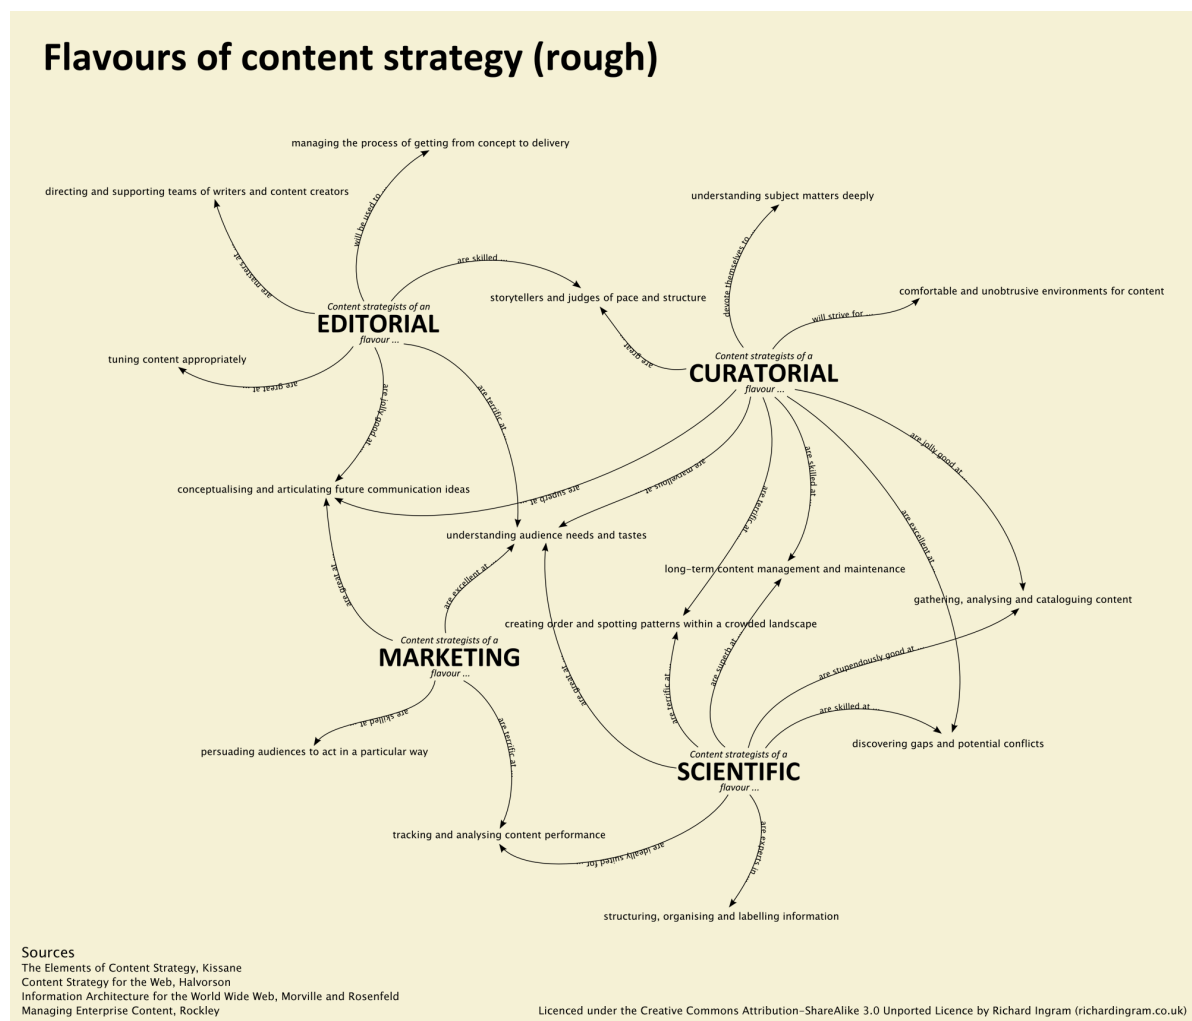 Flavours of content strategy (rough)
managing the process of getting from concept to delivery
directing and supporting teams of writers and content creators
will be used to ...
are masters at ...
are skilled ...
storytellers and judges of pace and structure
Content strategists of an
EDITORIAL
flavour ...
tuning content appropriately
are great at ...
are jolly good at ...
are terrific at ...
understanding subject matters deeply
devote themselves to ...
comfortable and unobtrusive environments for content
will strive for ...
are great ...
Content strategists of a
CURATORIAL
flavour ...
are superb at ...
are marvellous at ...
are terrific at ...
are skilled at ...
are excellent at ...
are jolly good at ...
conceptualising and articulating future communication ideas
understanding audience needs and tastes
long-term content management and maintenance
gathering, analysing and cataloguing content
creating order and spotting patterns within a crowded landscape
are great at ...
are excellent at ...
Content strategists of a
MARKETING
flavour ...
are skilled at ...
are terrific at ...
persuading audiences to act in a particular way
tracking and analysing content performance
are great at ...
are terrific at ...
are superb at ...
are stupendously good at ...
are skilled at ...
discovering gaps and potential conflicts
Content strategists of a
SCIENTIFIC
flavour ...
are ideally suited for ...
are experts in ...
structuring, organising and labelling information
Sources
The Elements of Content Strategy, Kissane
Content Strategy for the Web, Halvorson
Information Architecture for the World Wide Web, Morville and Rosenfeld
Managing Enterprise Content, Rockley
Licenced under the Creative Commons Attribution-ShareAlike 3.0 Unported Licence by Richard Ingram (richardingram.co.uk)